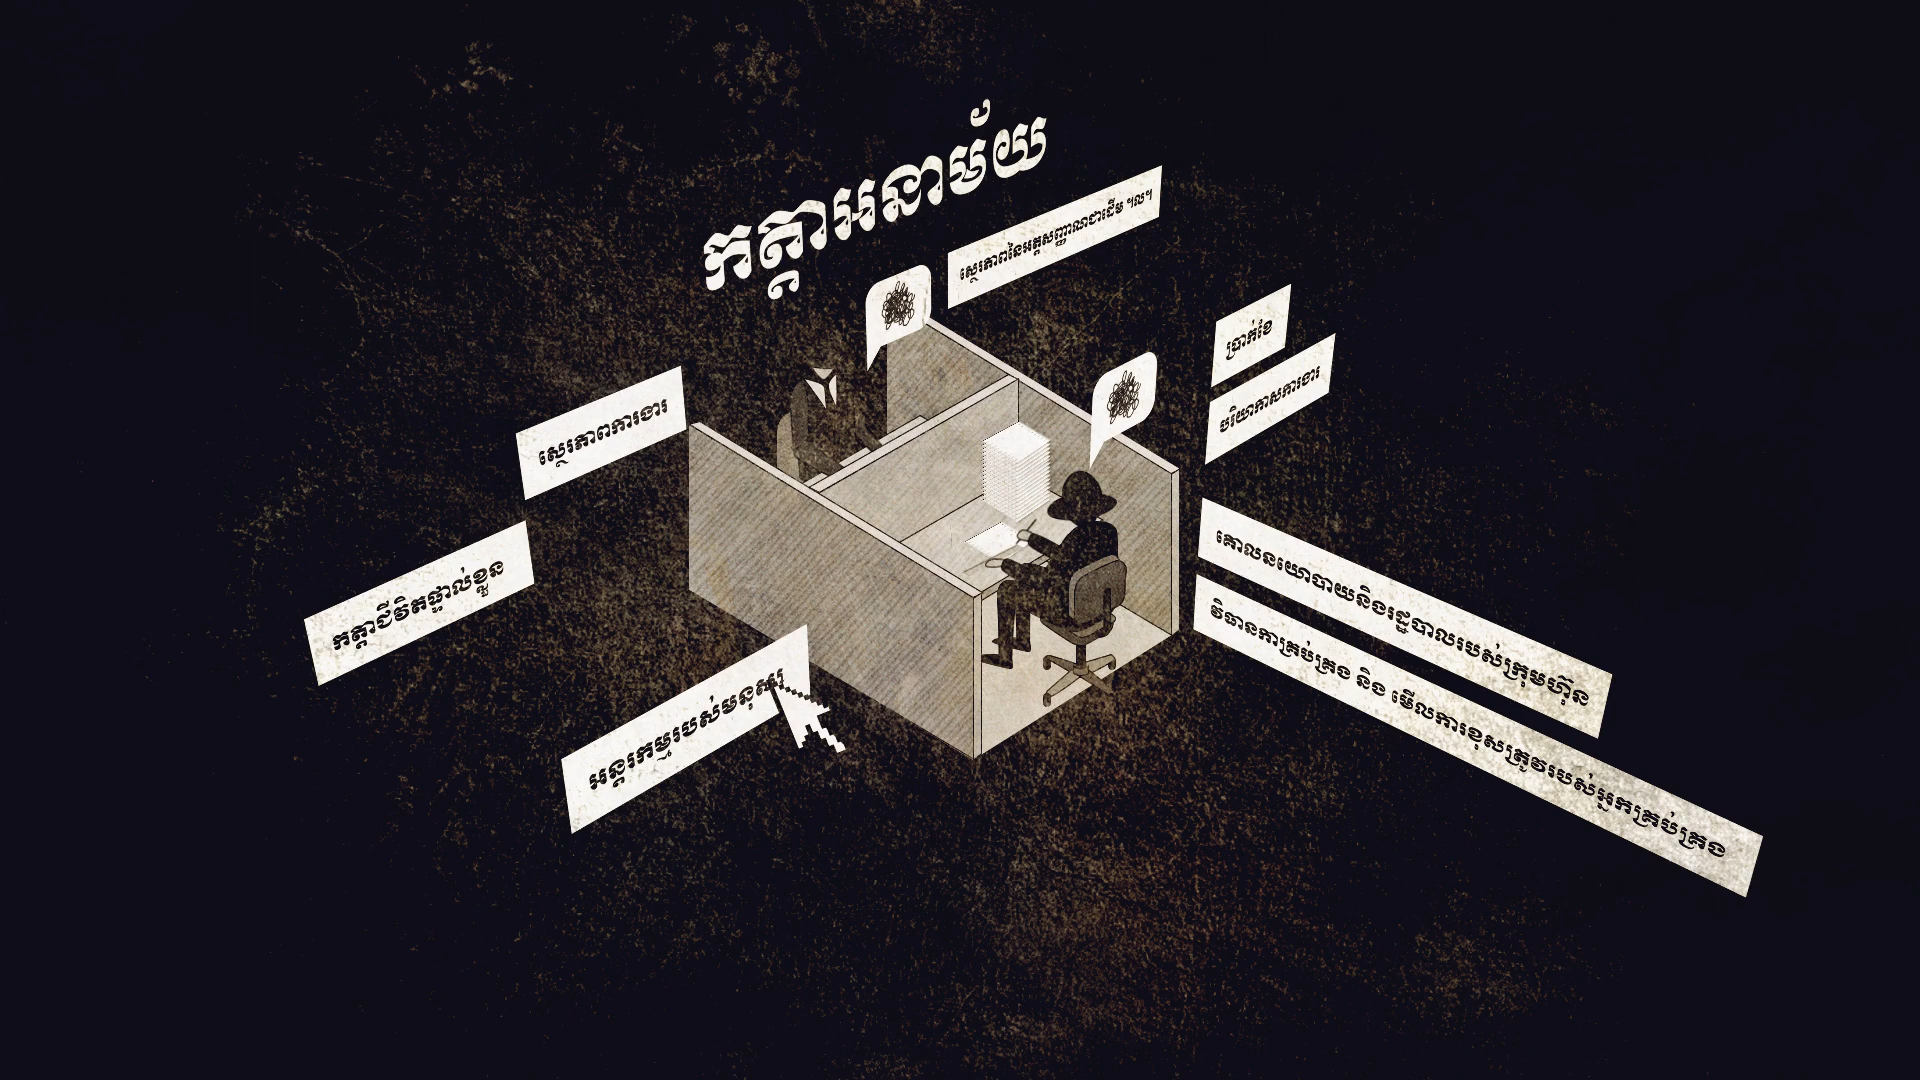 កត្តាអនាម័យ
ស្ថេរភាពនៃអត្តសញ្ញាណជាដើម ។ល។
ប្រាក់ខែ
បរិយាកាសការងារ
ស្ថេរភាពការងារ
កត្តាជីវិតផ្ទាល់ខ្លួន
អន្តរកម្មរបស់មនុស្ស
គោលនយោបាយនិងរដ្ឋបាលរបស់ក្រុមហ៊ុន
វិធានការគ្រប់គ្រង និង មើលការខុសត្រូវរបស់អ្នកគ្រប់គ្រង